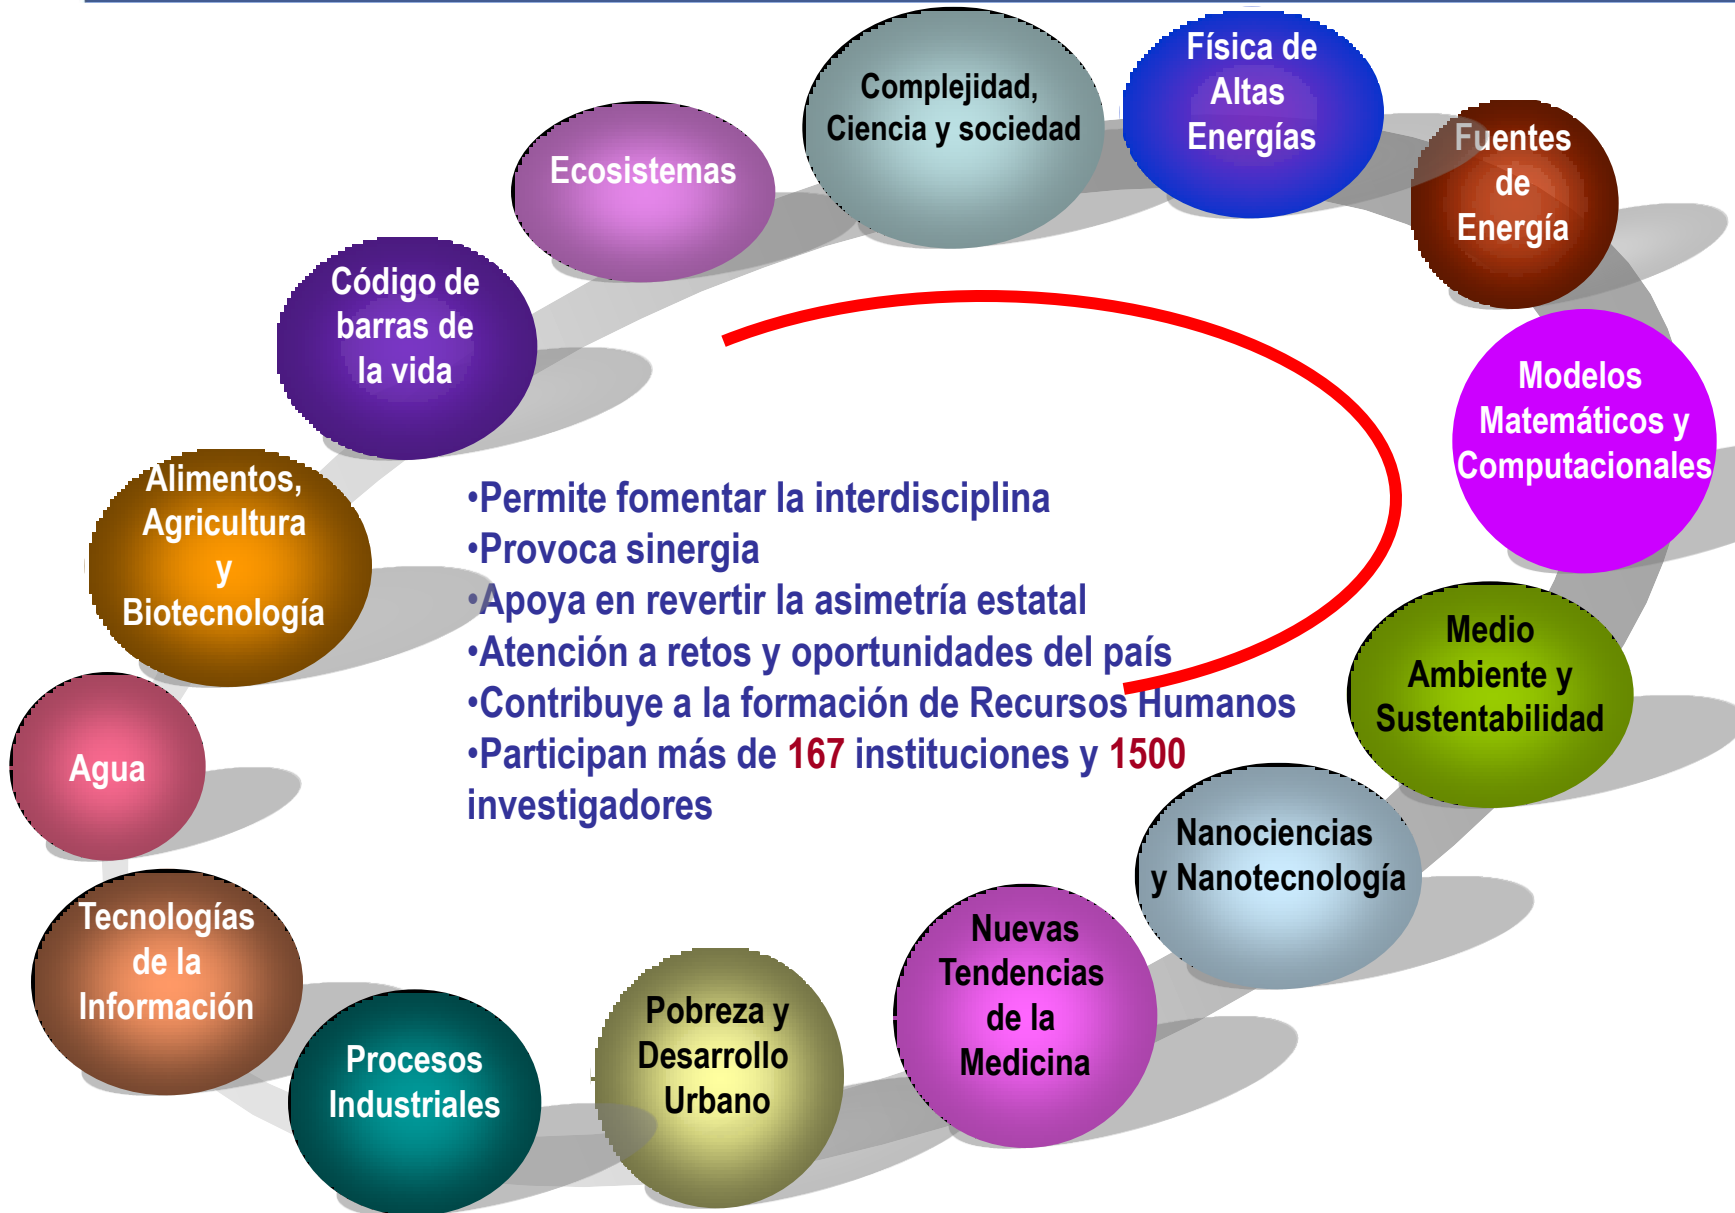 Complejidad,
Ciencia y sociedad
Física de
Altas
Energías
Fuentes
de
Energía
Ecosistemas
Código de
barras de
la vida
Modelos
Matemáticos y
Computacionales
Alimentos,
Agricultura
y
Biotecnología
•Permite fomentar la interdisciplina
•Provoca sinergia
•Apoya en revertir la asimetría estatal
•Atención a retos y oportunidades del país
•Contribuye a la formación de Recursos Humanos
•Participan más de 167 instituciones y 1500
investigadores
Medio
Ambiente y
Sustentabilidad
Agua
Nanociencias
y Nanotecnología
Tecnologías
de la
Información
Nuevas
Tendencias
de la
Medicina
Pobreza y
Desarrollo
Urbano
Procesos
Industriales